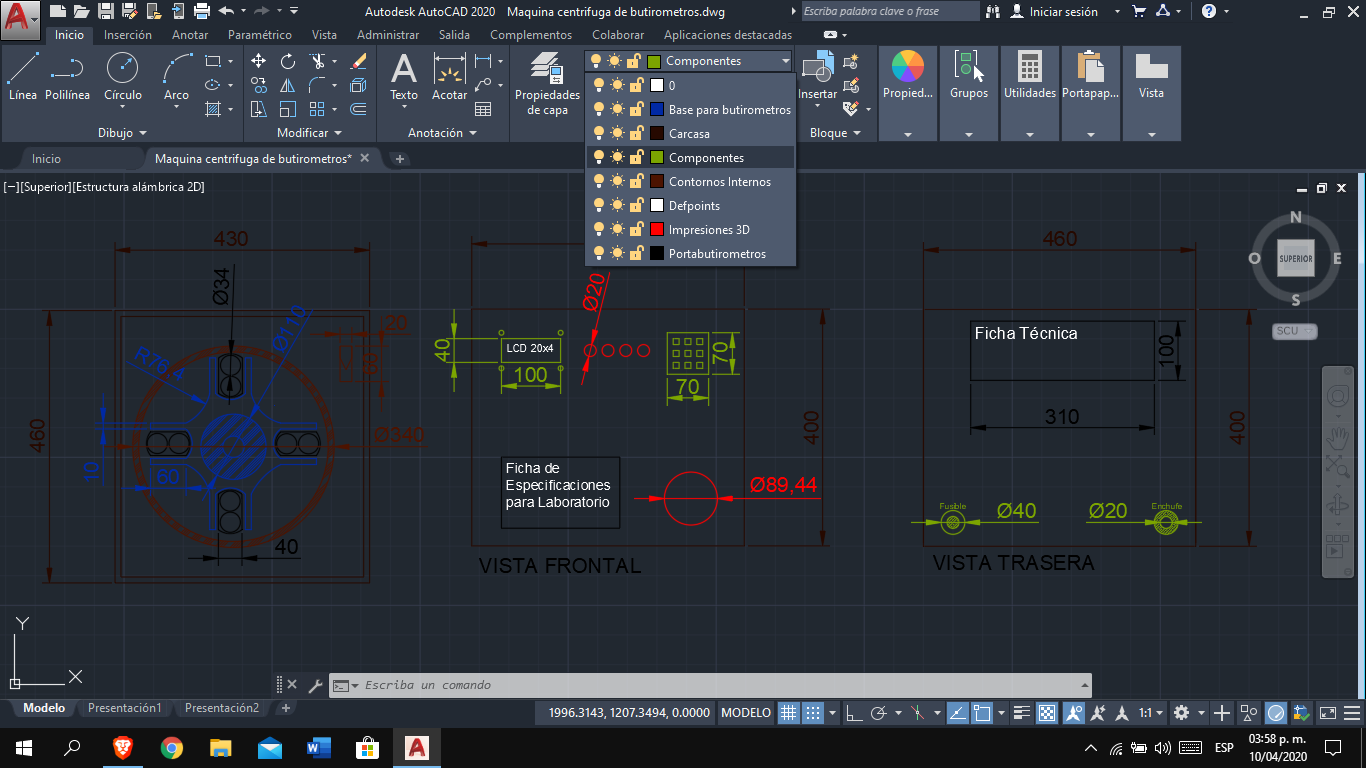 Autodesk AutoCAD 2020 Maquina centrifuga de butirometros.dwg
Escriba palabra clave o frase
Iniciar sesión
Inicio Inserción Anotar Paramétrico Vista Administrar Salida Complementos Colaborar Aplicaciones destacadas
Línea Polilínea Círculo Arco
Texto Acotar
Propiedades de capa
Componentes
Insertar
Propied... Grupos Utilidades Portapap... Vista
Dibujo Modificar Anotación Bloque
0
Base para butirometros
Carcasa
Componentes
Contornos Internos
Defpoints
Impresiones 3D
Portabutirometros
Inicio
Maquina centrifuga de butirometros*
[−][Superior][Estructura alámbrica 2D]
430
Ø34
Ø110
R76,4
20
60
460
10
60
Ø340
40
Ø20
40
LCD 20x4
100
70
70
400
Ficha de
Especificaciones
para Laboratorio
Ø89,44
VISTA FRONTAL
460
Ficha Técnica
100
310
400
Fusible
Ø40
Ø20
Enchufe
VISTA TRASERA
N
O
SUPERIOR
E
S
SCU
Y
X
Escriba un comando
Modelo Presentación1 Presentación2
1996.3143, 1207.3494, 0.0000 MODELO
1:1
ESP
03:58 p. m.
10/04/2020